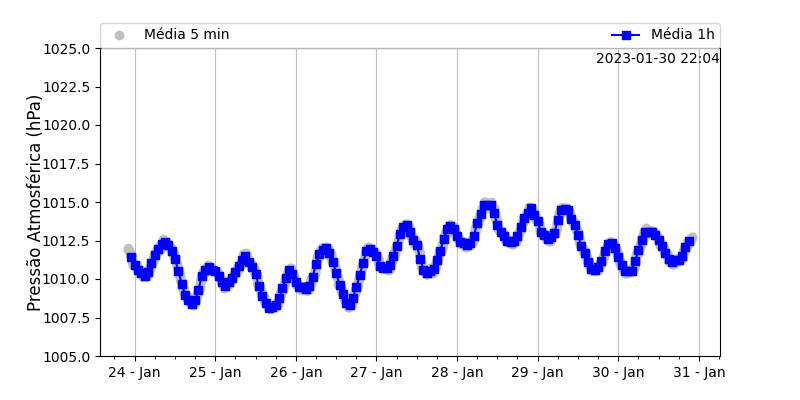 Média 5 min
Média 1h
2023-01-30 22:04
Pressão Atmosférica (hPa)
1025.0
1022.5
1020.0
1017.5
1015.0
1012.5
1010.0
1007.5
1005.0
24 - Jan
25 - Jan
26 - Jan
27 - Jan
28 - Jan
29 - Jan
30 - Jan
31 - Jan